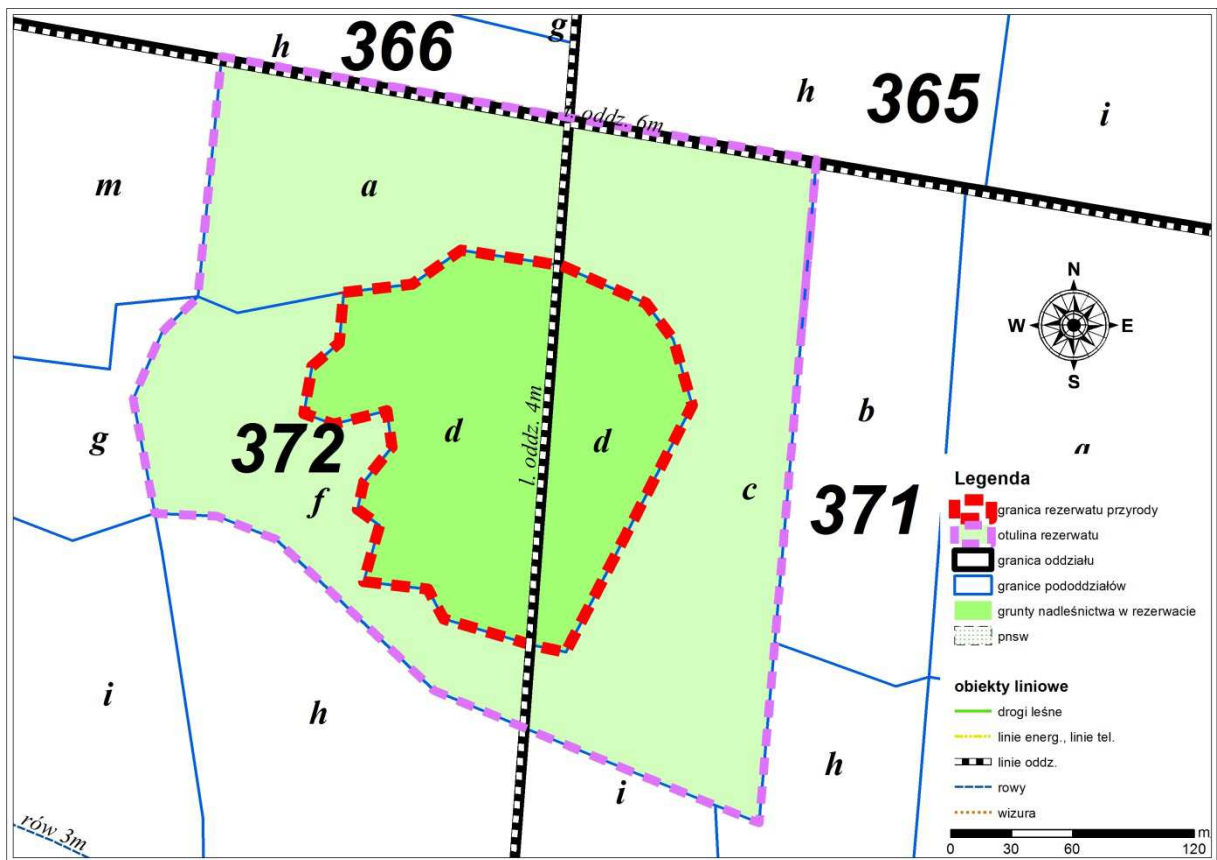 g
h
366
h
365
i
l. oddz. 6m
m
a
N
W E
S
b
a
g
372
d
l. oddz. 4m
d
c
371
f
i
h
i
h
rów 3m
Legenda
granica rezerwatu przyrody
otulina rezerwatu
granica oddziału
granice pododdziałów
grunty nadleśnictwa w rezerwacie
pnsw
obiekty liniowe
drogi leśne
linie energ., linie tel.
linie oddz.
rowy
wizura
m
0 30 60 120